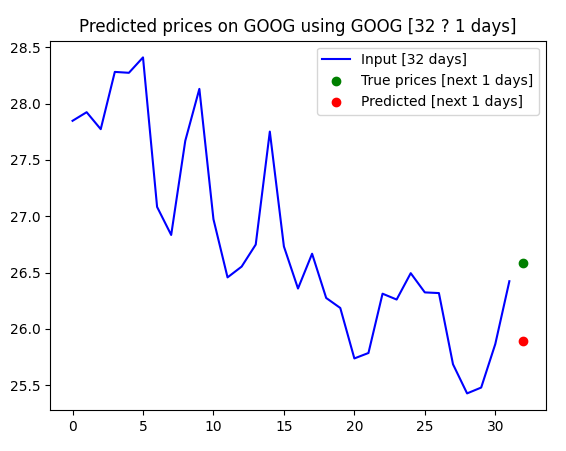 Predicted prices on GOOG using GOOG [32 ? 1 days]
Input [32 days]
True prices [next 1 days]
Predicted [next 1 days]
28.5
28.0
27.5
27.0
26.5
26.0
25.5
0 5 10 15 20 25 30